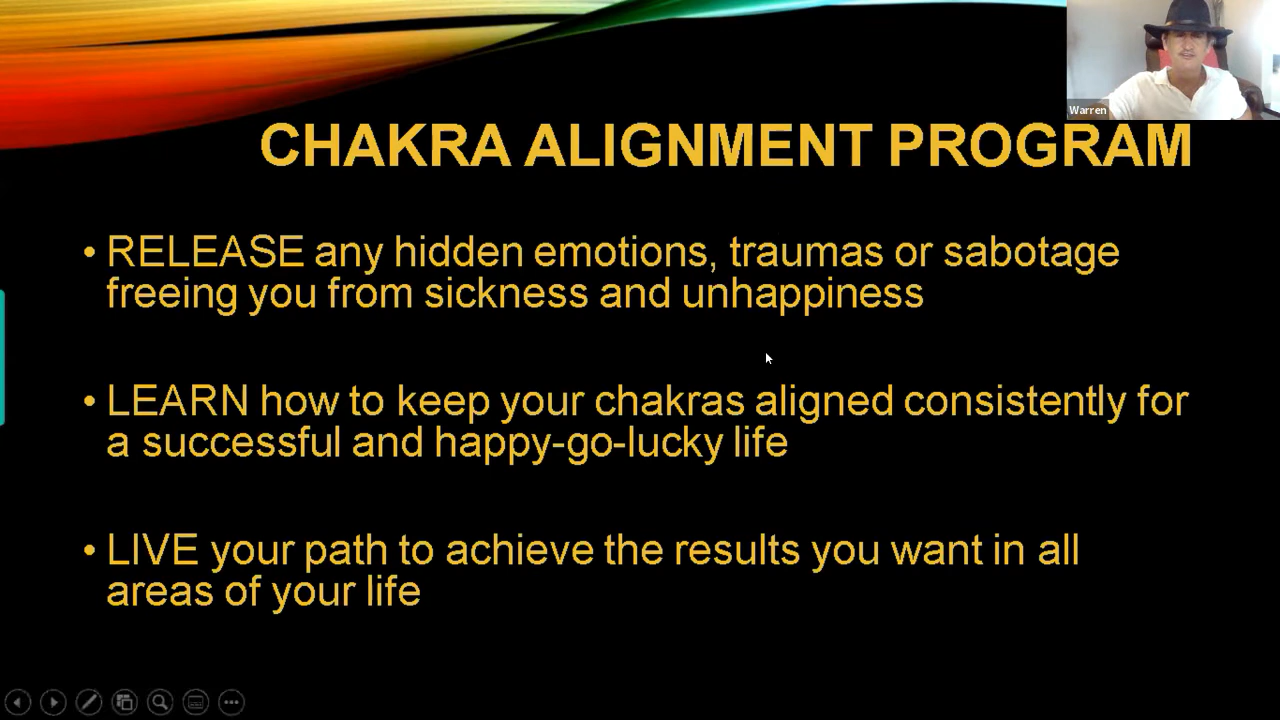 Warren
CHAKRA ALIGNMENT PROGRAM
• RELEASE any hidden emotions, traumas or sabotage
freeing you from sickness and unhappiness
• LEARN how to keep your chakras aligned consistently for
a successful and happy-go-lucky life
• LIVE your path to achieve the results you want in all
areas of your life